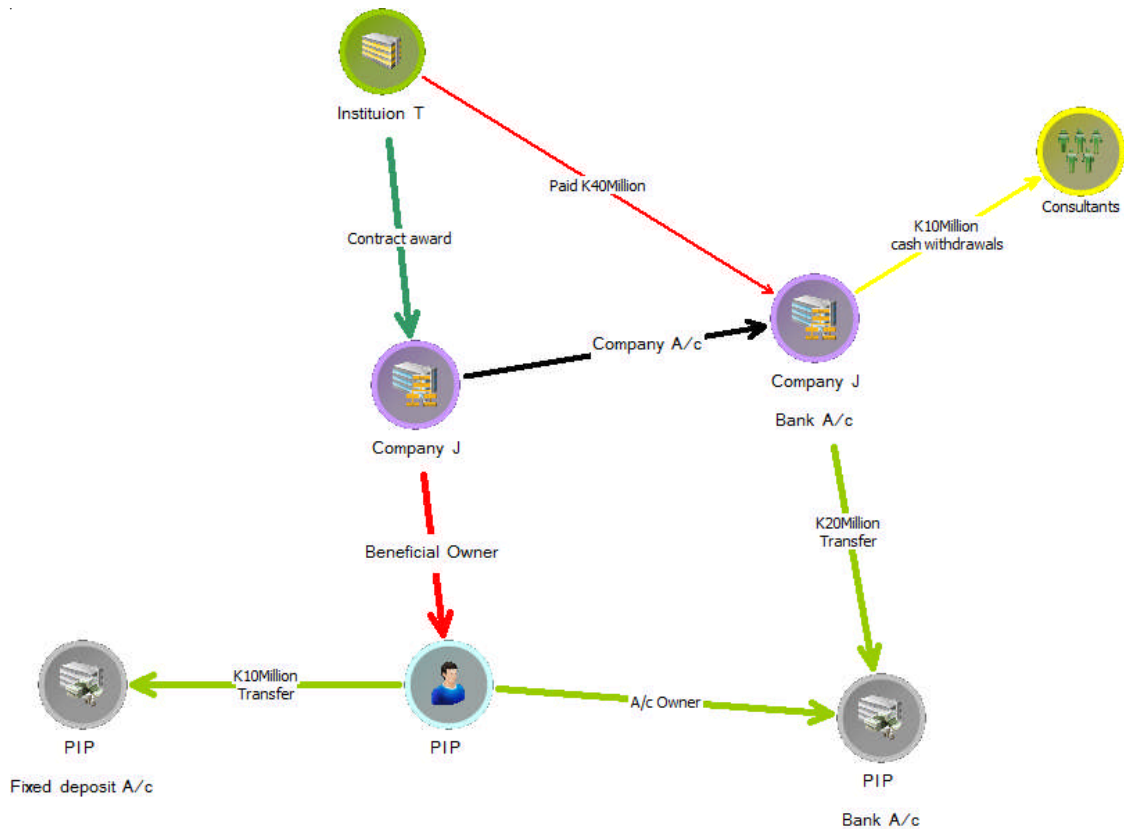 Instituion T
Paid K40Million
Consultants
K10Million
cash withdrawals
Contract award
Company A/c
Company J
Bank A/c
Company J
K20Million
Transfer
Beneficial Owner
K10Million
Transfer
A/c Owner
PIP
Fixed deposit A/c
PIP
PIP
Bank A/c